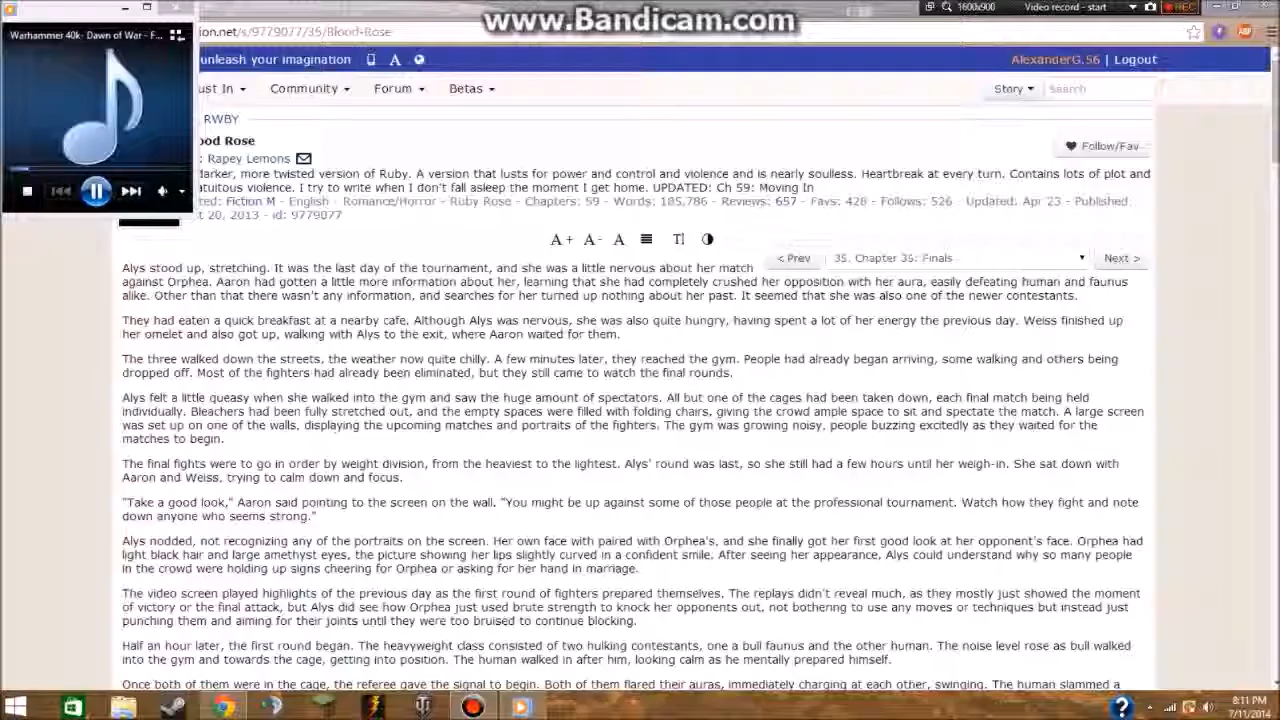 www.Bandicam.com
1600x900
Video record - start
REC
Warhammer 40k- Dawn of War - F...
ion.net/s/9779077/35/Blood-Rose
unleash your imagination
AlexanderG.56 | Logout
ust In
Community
Forum
Betas
Story
Search
RWBY
ood Rose
Follow/Fav
: Rapey Lemons
darker, more twisted version of Ruby. A version that lusts for power and control and violence and is nearly soulless. Heartbreak at every turn. Contains lots of plot and
atuitous violence. I try to write when I don't fall asleep the moment I get home. UPDATED: Ch 59: Moving In
ted: Fiction M - English - Romance/Horror - Ruby Rose - Chapters: 59 - Words: 185,786 - Reviews: 657 - Favs: 428 - Follows: 526 - Updated: Apr 23 - Published:
t 20, 2013 - id: 9779077
A+ A- A
< Prev
35. Chapter 35: Finals
Next >
Alys stood up, stretching. It was the last day of the tournament, and she was a little nervous about her match
against Orphea. Aaron had gotten a little more information about her, learning that she had completely crushed her opposition with her aura, easily defeating human and faunus
alike. Other than that there wasn't any information, and searches for her turned up nothing about her past. It seemed that she was also one of the newer contestants.
They had eaten a quick breakfast at a nearby cafe. Although Alys was nervous, she was also quite hungry, having spent a lot of her energy the previous day. Weiss finished up
her omelet and also got up, walking with Alys to the exit, where Aaron waited for them.
The three walked down the streets, the weather now quite chilly. A few minutes later, they reached the gym. People had already began arriving, some walking and others being
dropped off. Most of the fighters had already been eliminated, but they still came to watch the final rounds.
Alys felt a little queasy when she walked into the gym and saw the huge amount of spectators. All but one of the cages had been taken down, each final match being held
individually. Bleachers had been fully stretched out, and the empty spaces were filled with folding chairs, giving the crowd ample space to sit and spectate the match. A large screen
was set up on one of the walls, displaying the upcoming matches and portraits of the fighters. The gym was growing noisy, people buzzing excitedly as they waited for the
matches to begin.
The final fights were to go in order by weight division, from the heaviest to the lightest. Alys' round was last, so she still had a few hours until her weigh-in. She sat down with
Aaron and Weiss, trying to calm down and focus.
"Take a good look," Aaron said pointing to the screen on the wall. "You might be up against some of those people at the professional tournament. Watch how they fight and note
down anyone who seems strong."
Alys nodded, not recognizing any of the portraits on the screen. Her own face with paired with Orphea's, and she finally got her first good look at her opponent's face. Orphea had
light black hair and large amethyst eyes, the picture showing her lips slightly curved in a confident smile. After seeing her appearance, Alys could understand why so many people
in the crowd were holding up signs cheering for Orphea or asking for her hand in marriage.
The video screen played highlights of the previous day as the first round of fighters prepared themselves. The replays didn't reveal much, as they mostly just showed the moment
of victory or the final attack, but Alys did see how Orphea just used brute strength to knock her opponents out, not bothering to use any moves or techniques but instead just
punching them and aiming for their joints until they were too bruised to continue blocking.
Half an hour later, the first round began. The heavyweight class consisted of two hulking contestants, one a bull faunus and the other human. The noise level rose as bull walked
into the gym and towards the cage, getting into position. The human walked in after him, looking calm as he mentally prepared himself.
Once both of them were in the cage, the referee gave the signal to begin. Both of them flared their auras, immediately charging at each other, swinging. The human slammed a
8:11 PM
7/11/2014